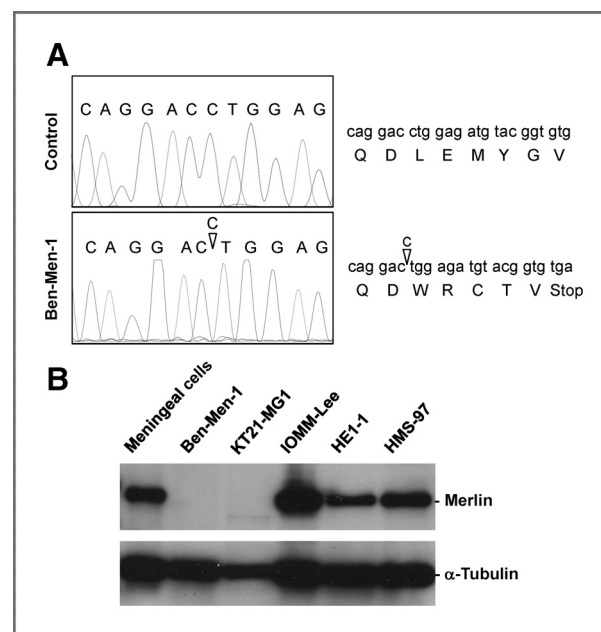 A
Control
C A G G A C C T G G A G
cag gac ctg gag atg tac ggt gtg
Q D L E M Y G V
Ben-Men-1
C
C A G G A C T G G A G
C
cag gac tgg aga tgt acg gtg tga
Q D W R C T V Stop
B
Meningeal cells
Ben-Men-1
KT21-MG1
IOMM-Lee
HE1-1
HMS-97
- Merlin
- α-Tubulin